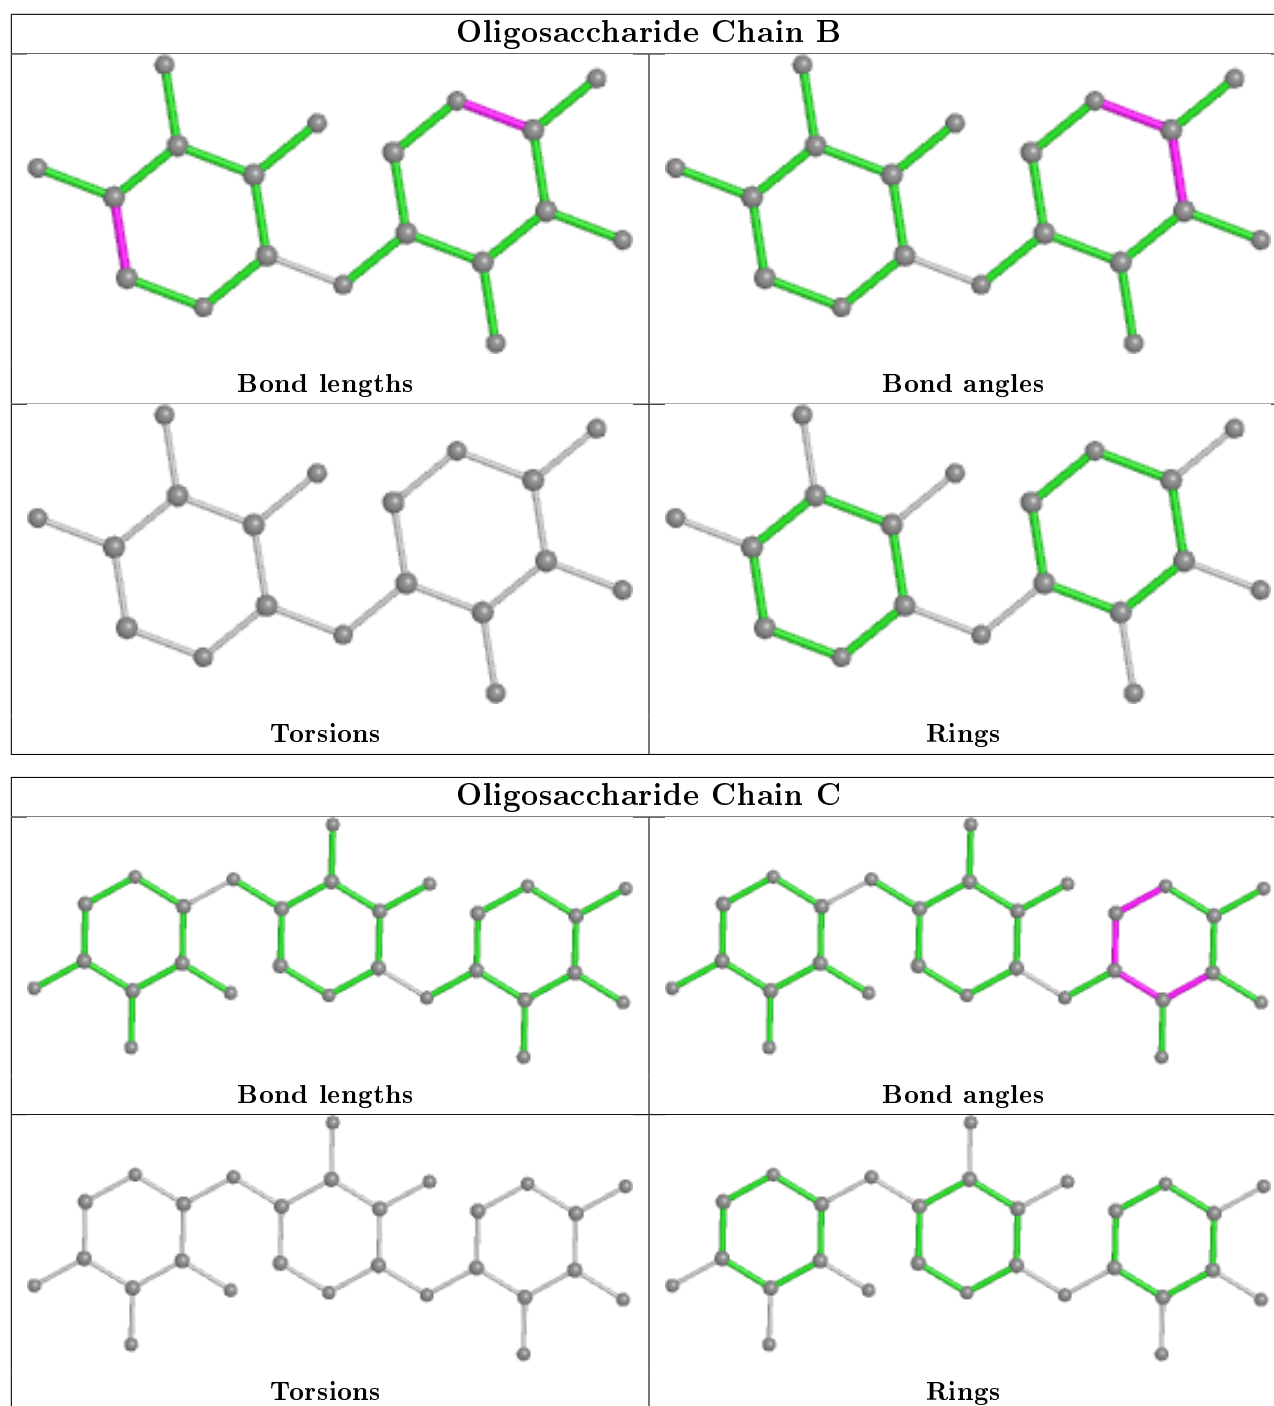 Oligosaccharide Chain B
Bond lengths
Bond angles
Torsions
Rings
Oligosaccharide Chain C
Bond lengths
Bond angles
Torsions
Rings